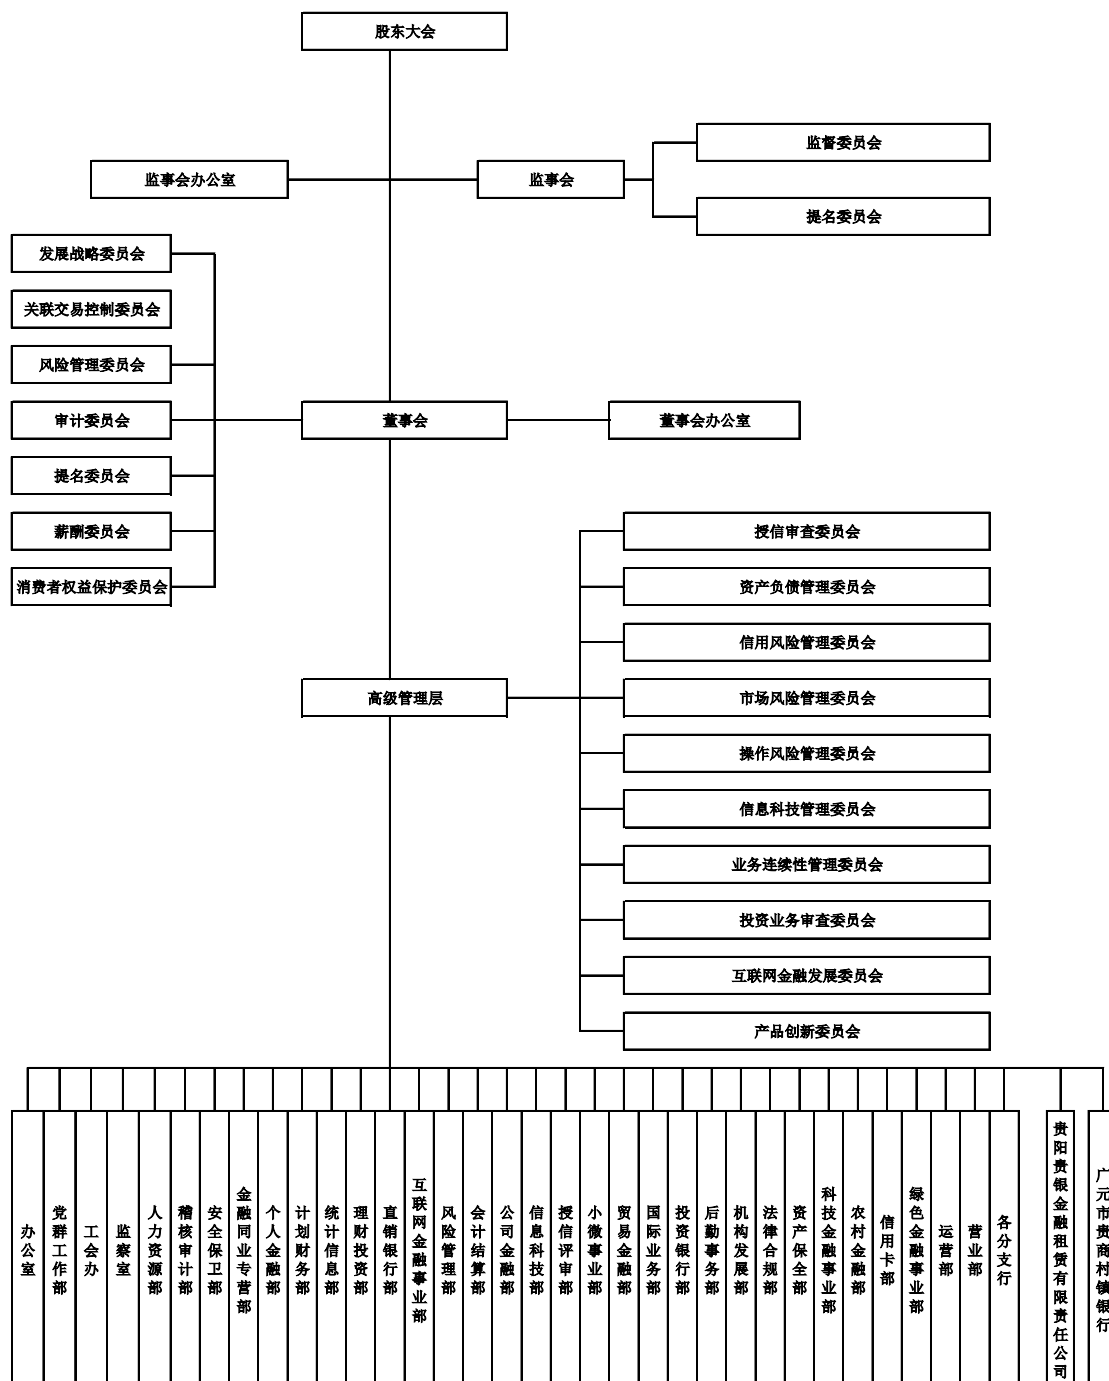 股东大会
监督委员会
监事会办公室
监事会
提名委员会
发展战略委员会
关联交易控制委员会
风险管理委员会
审计委员会
董事会
董事会办公室
提名委员会
薪酬委员会
消费者权益保护委员会
授信审查委员会
资产负债管理委员会
信用风险管理委员会
高级管理层
市场风险管理委员会
操作风险管理委员会
信息科技管理委员会
业务连续性管理委员会
投资业务审查委员会
互联网金融发展委员会
产品创新委员会
办公室
党群工作部
工会办
监察室
人力资源部
稽核审计部
安全保卫部
金融同业专营部
个人金融部
计划财务部
统计信息部
理财投资部
直销银行部
互联网金融事业部
风险管理部
会计结算部
公司金融部
信息科技部
授信评审部
小微事业部
贸易金融部
国际业务部
投资银行部
后勤事务部
机构发展部
法律合规部
资产保全部
科技金融事业部
农村金融部
信用卡部
绿色金融事业部
运营部
营业部
各分支行
贵阳贵银金融租赁有限责任公司
广元市贵商村镇银行